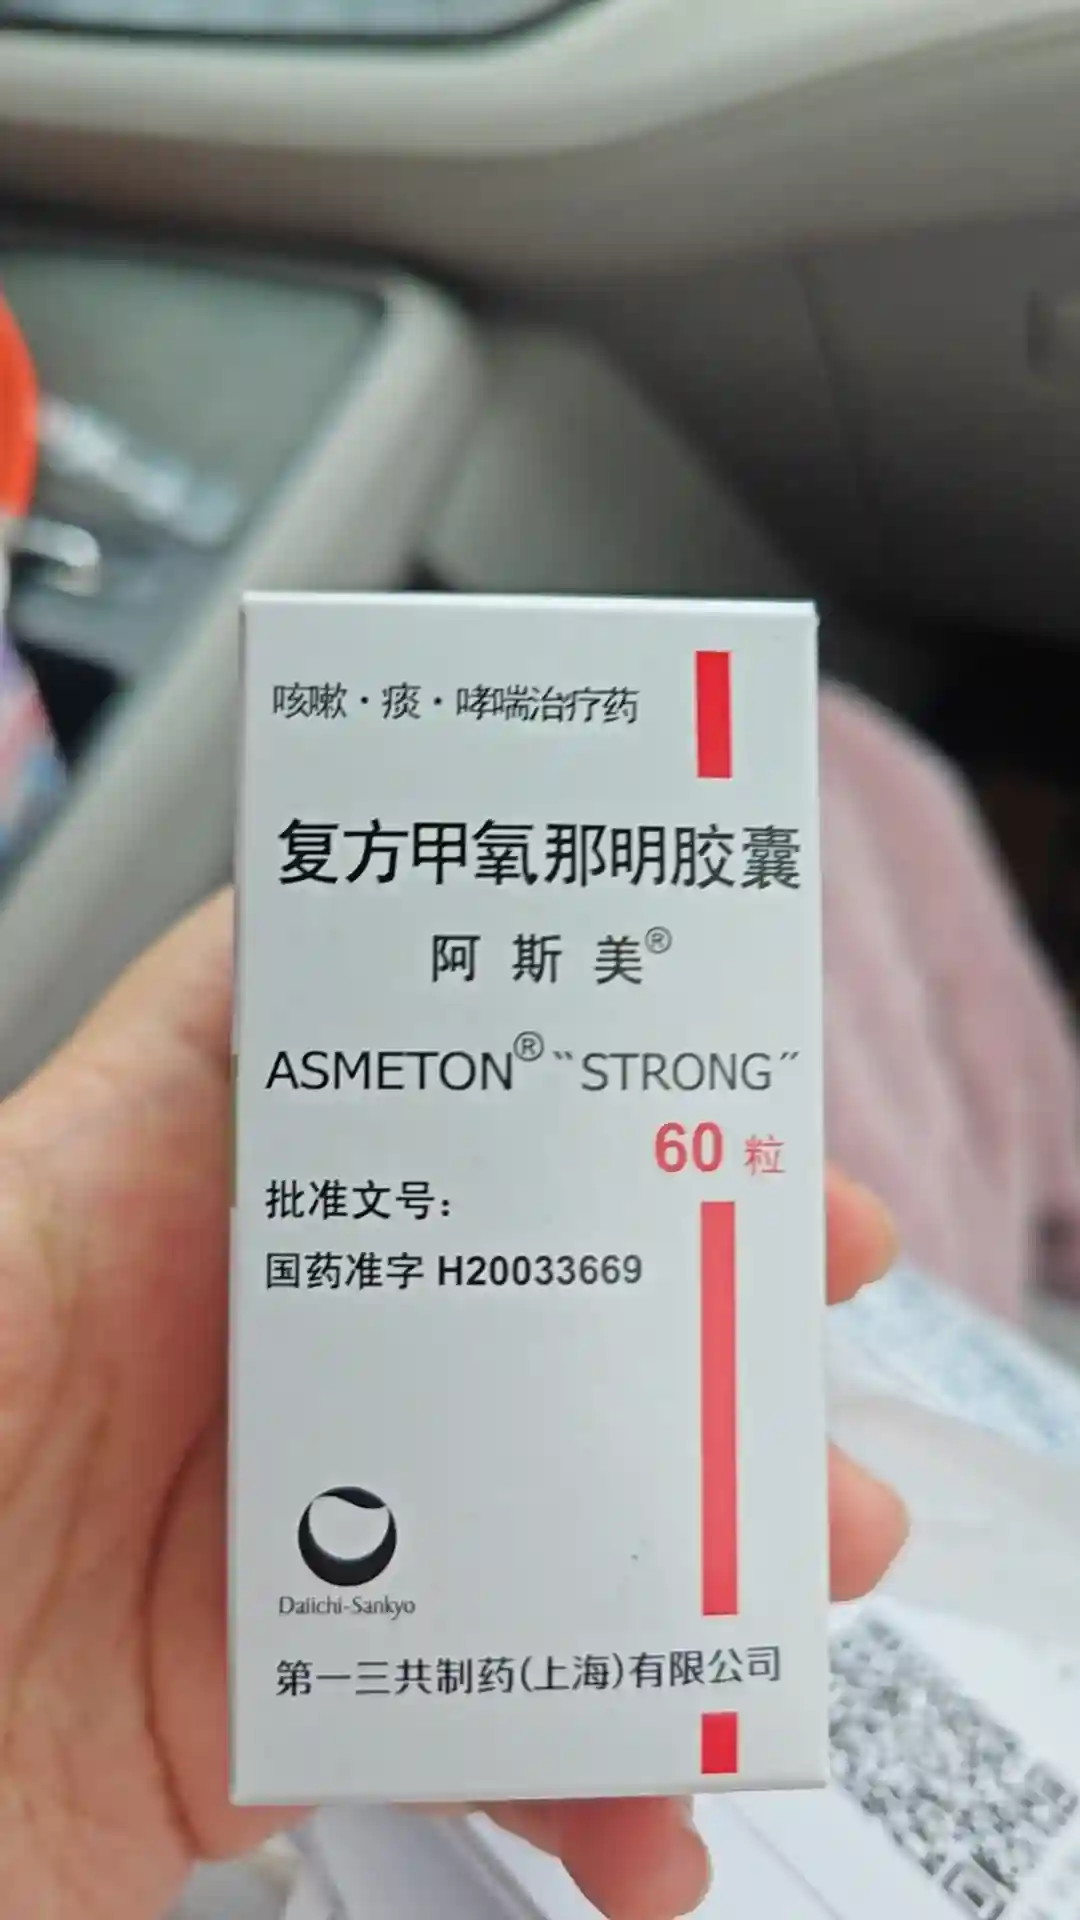 咳嗽·痰·哮喘治疗药
复方甲氧那明胶囊
阿斯美®
ASMETON® “STRONG”
60 粒
批准文号：
国药准字 H20033669
Daiichi-Sankyo
第一三共制药(上海)有限公司